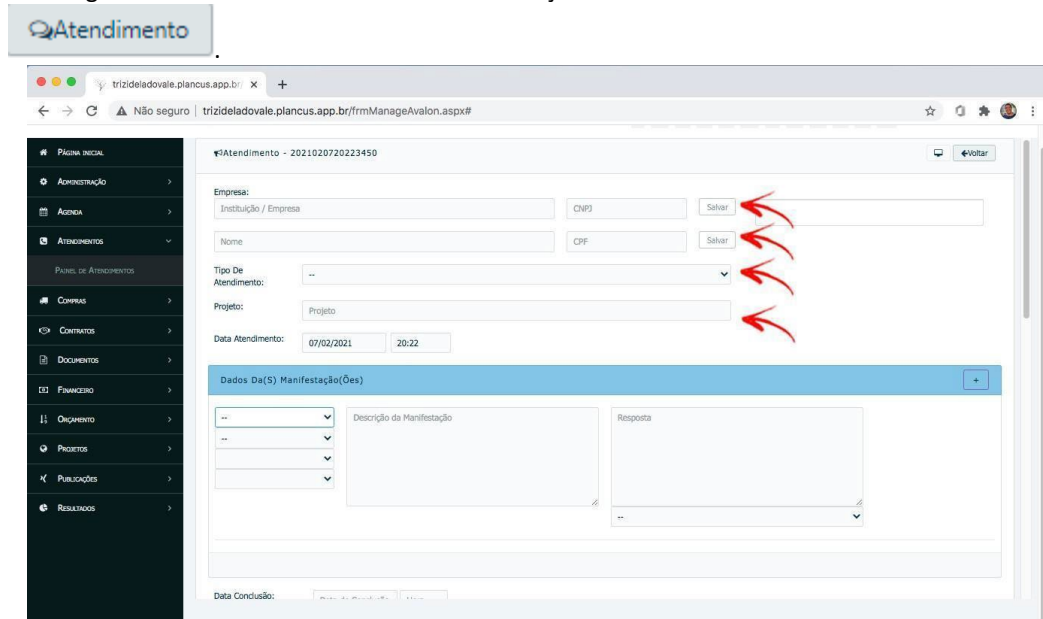 Atendimento
.
trizideladovale.plancus.app.br/
Não seguro | trizideladovale.plancus.app.br/frmManageAvalon.aspx#
Página inicial
Atendimento - 2021020720223450
Voltar
Administração
Empresa:
Agenda
Instituição / Empresa
CNPJ
Salvar
Atendimentos
Nome
CPF
Salvar
Painel de Atendimentos
Tipo De
Atendimento:
--
Compras
Projeto:
Projeto
Contratos
Data Atendimento:
07/02/2021
20:22
Documentos
Financeiro
Dados Da(S) Manifestação(Ões)
+
Orçamento
--
Descrição da Manifestação
Resposta
Projetos
--
Publicações
Resultados
--
Data Conclusão: